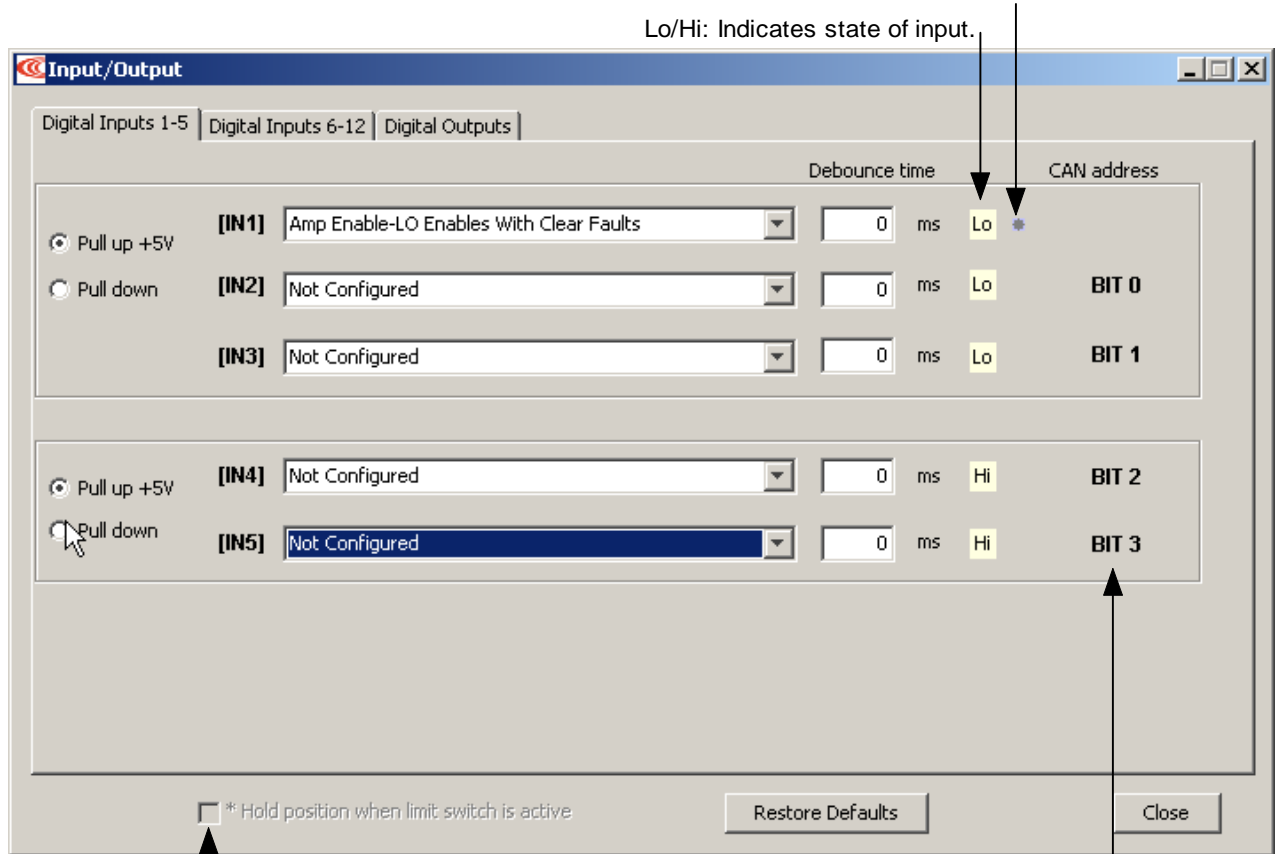 Lo/Hi: Indicates state of input.
Input/Output
Digital Inputs 1-5 Digital Inputs 6-12 Digital Outputs
Debounce time CAN address
Pull up +5V [IN1] Amp Enable-LO Enables With Clear Faults 0 ms Lo
Pull down [IN2] Not Configured 0 ms Lo BIT 0
[IN3] Not Configured 0 ms Lo BIT 1
Pull up +5V [IN4] Not Configured 0 ms Hi BIT 2
Pull down [IN5] Not Configured 0 ms Hi BIT 3
* Hold position when limit switch is active Restore Defaults Close